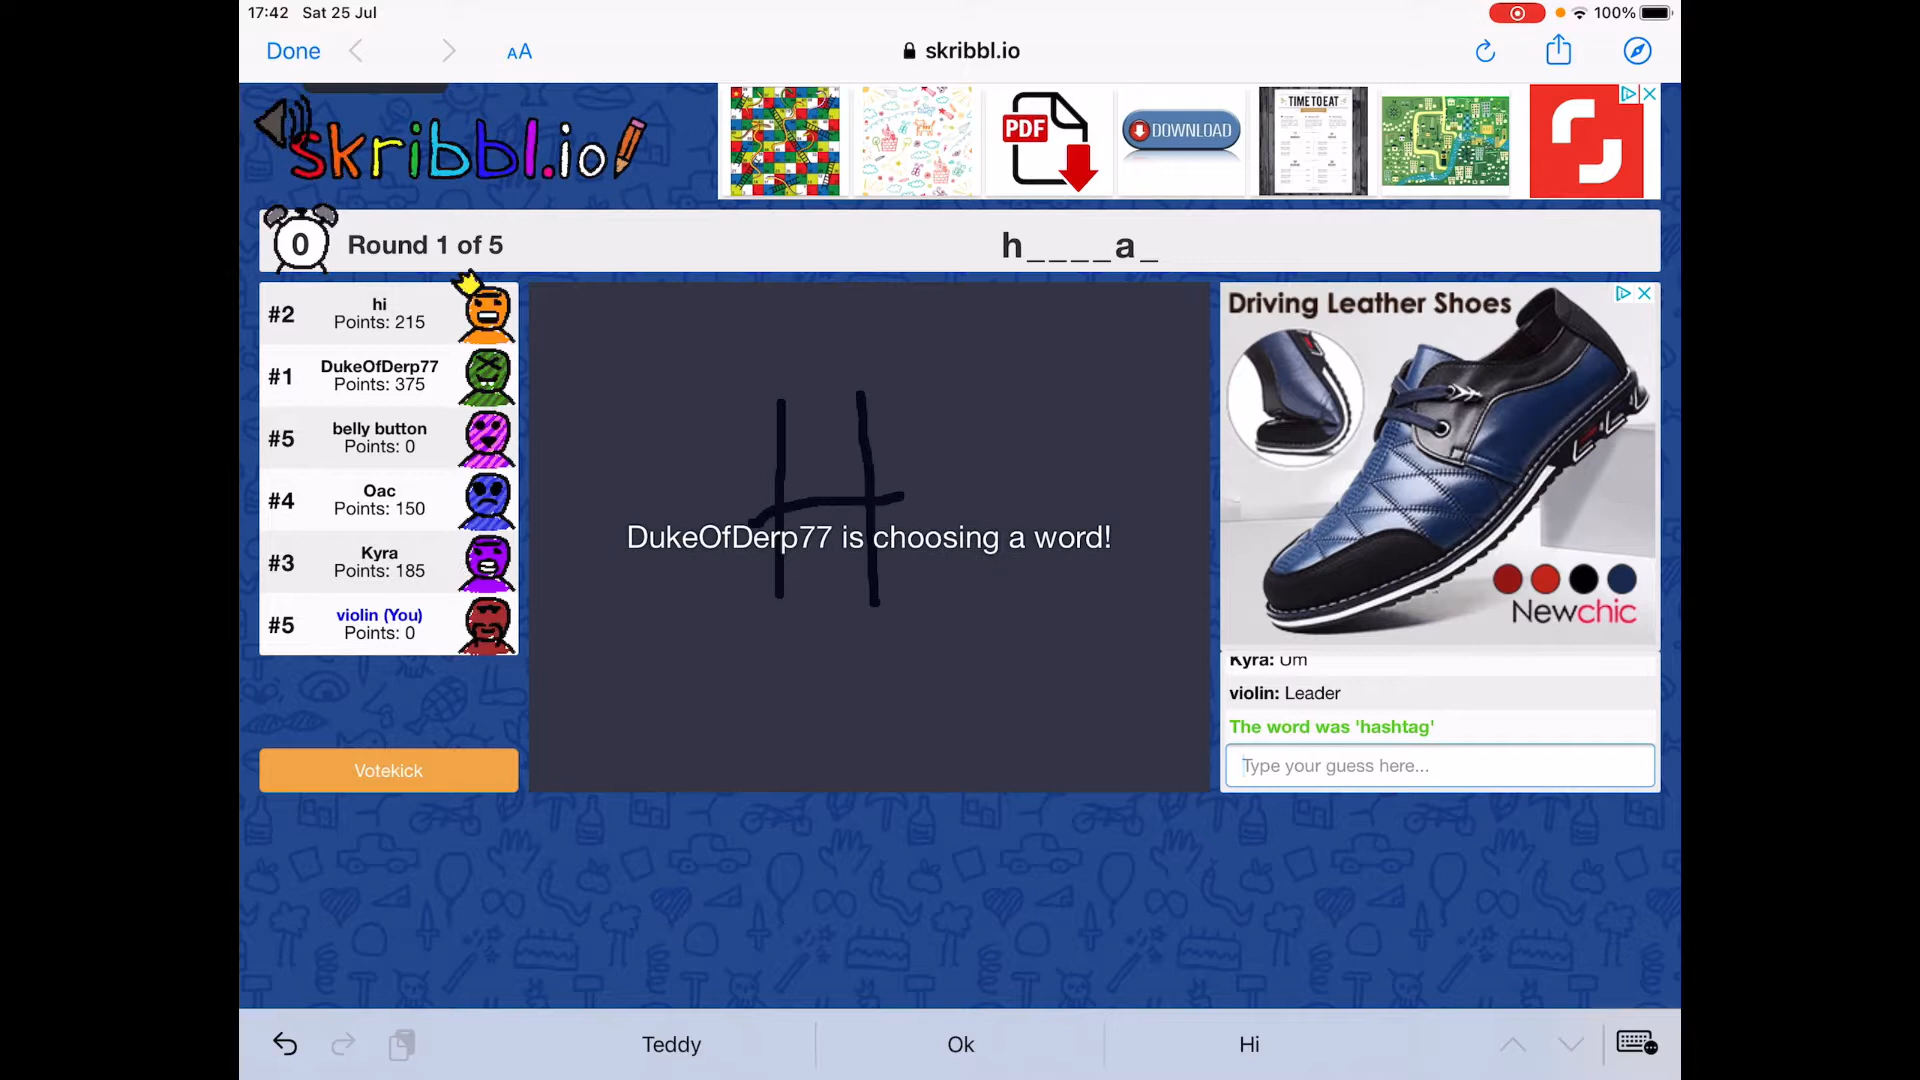 17:42 Sat 25 Jul 100%
Done AA skribbl.io
skribbl.io
PDF DOWNLOAD TIME TO EAT
0 Round 1 of 5 h____a_
#2 hi
Points: 215
#1 DukeOfDerp77
Points: 375
#5 belly button
Points: 0
#4 Oac
Points: 150
#3 Kyra
Points: 185
#5 violin (You)
Points: 0
Votekick
H
DukeOfDerp77 is choosing a word!
Driving Leather Shoes
Newchic
Kyra: Um
violin: Leader
The word was 'hashtag'
Type your guess here...
Teddy Ok Hi